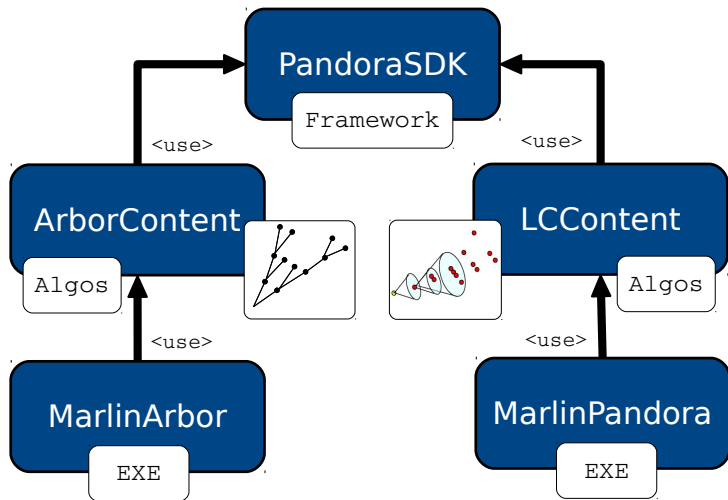 PandoraSDK
Framework
<use>
<use>
ArborContent
LCContent
Algos
Algos
<use>
<use>
MarlinArbor
MarlinPandora
EXE
EXE